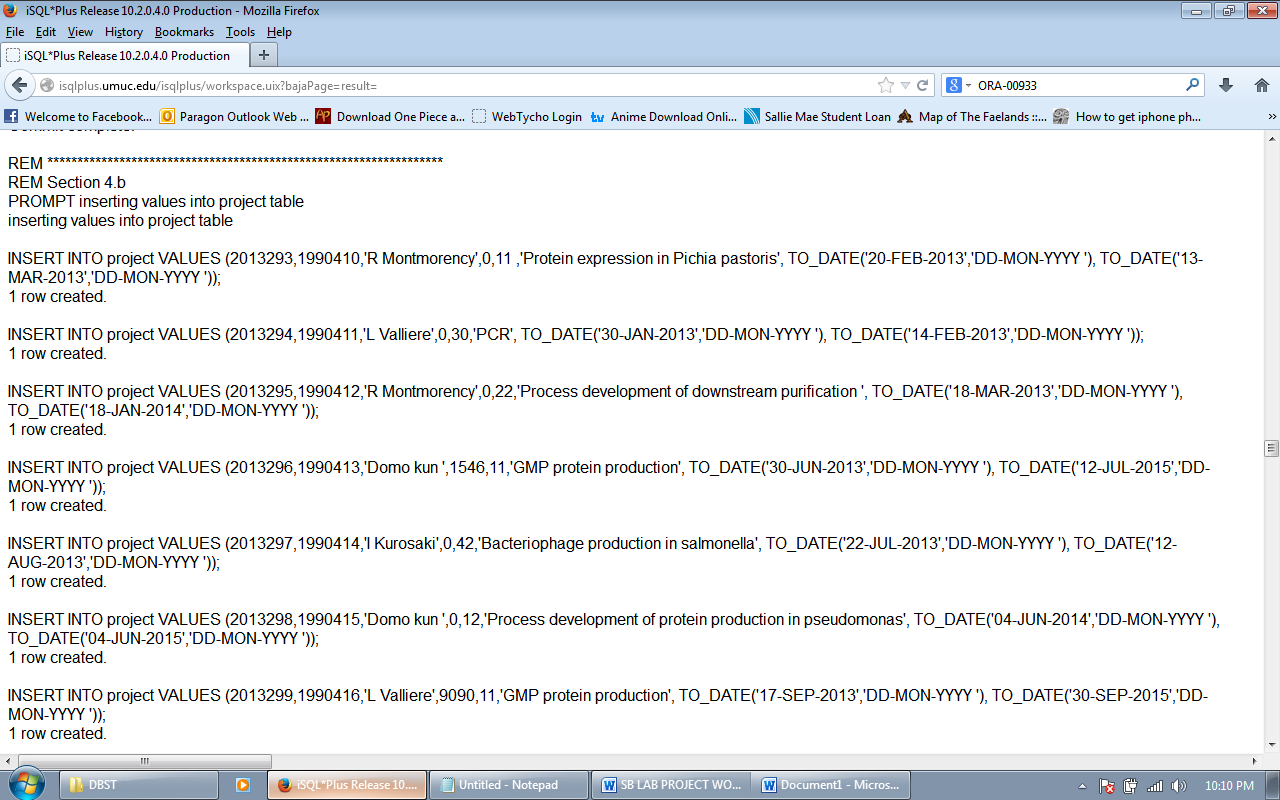 iSQL*Plus Release 10.2.0.4.0 Production - Mozilla Firefox
File Edit View History Bookmarks Tools Help
iSQL*Plus Release 10.2.0.4.0 Production
isqlplus.umuc.edu/isqlplus/workspace.uix?bajaPage=result= ORA-00933
Welcome to Facebook... Paragon Outlook Web ... Download One Piece a... WebTycho Login Anime Download Onli... Sallie Mae Student Loan Map of The Faelands ::... How to get iphone ph... »
Commit complete.
REM ******************************************************************
REM Section 4.b
PROMPT inserting values into project table
inserting values into project table
INSERT INTO project VALUES (2013293,1990410,'R Montmorency',0,11 ,'Protein expression in Pichia pastoris', TO_DATE('20-FEB-2013','DD-MON-YYYY '), TO_DATE('13-
MAR-2013','DD-MON-YYYY '));
1 row created.
INSERT INTO project VALUES (2013294,1990411,'L Valliere',0,30,'PCR', TO_DATE('30-JAN-2013','DD-MON-YYYY '), TO_DATE('14-FEB-2013','DD-MON-YYYY '));
1 row created.
INSERT INTO project VALUES (2013295,1990412,'R Montmorency',0,22,'Process development of downstream purification ', TO_DATE('18-MAR-2013','DD-MON-YYYY '),
TO_DATE('18-JAN-2014','DD-MON-YYYY '));
1 row created.
INSERT INTO project VALUES (2013296,1990413,'Domo kun ',1546,11,'GMP protein production', TO_DATE('30-JUN-2013','DD-MON-YYYY '), TO_DATE('12-JUL-2015','DD-
MON-YYYY '));
1 row created.
INSERT INTO project VALUES (2013297,1990414,'I Kurosaki',0,42,'Bacteriophage production in salmonella', TO_DATE('22-JUL-2013','DD-MON-YYYY '), TO_DATE('12-
AUG-2013','DD-MON-YYYY '));
1 row created.
INSERT INTO project VALUES (2013298,1990415,'Domo kun ',0,12,'Process development of protein production in pseudomonas', TO_DATE('04-JUN-2014','DD-MON-YYYY '),
TO_DATE('04-JUN-2015','DD-MON-YYYY '));
1 row created.
INSERT INTO project VALUES (2013299,1990416,'L Valliere',9090,11,'GMP protein production', TO_DATE('17-SEP-2013','DD-MON-YYYY '), TO_DATE('30-SEP-2015','DD-
MON-YYYY '));
1 row created.
DBST iSQL*Plus Release 10.... Untitled - Notepad SB LAB PROJECT WO... Document1 - Micros... 10:10 PM